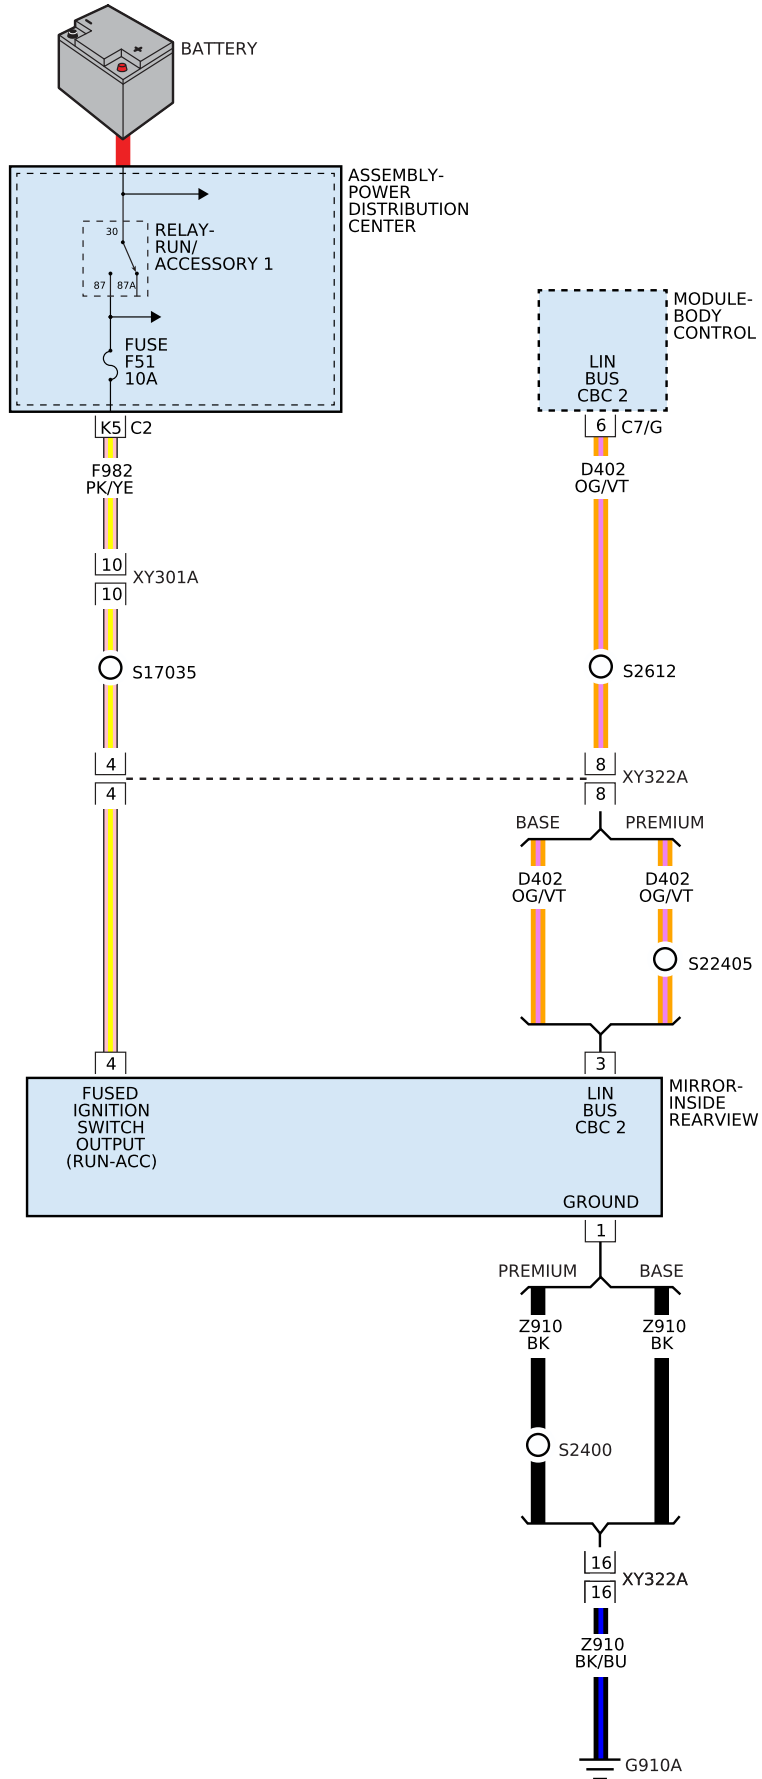 BATTERY
ASSEMBLY-
POWER
DISTRIBUTION
CENTER
30
RELAY-
RUN/
ACCESSORY 1
87 87A
FUSE
F51
10A
K5 C2
F982
PK/YE
10
XY301A
10
S17035
4
4
MODULE-
BODY
CONTROL
LIN
BUS
CBC 2
6 C7/G
D402
OG/VT
S2612
8
XY322A
8
BASE PREMIUM
D402
OG/VT
D402
OG/VT
S22405
4
3
MIRROR-
INSIDE
REARVIEW
FUSED
IGNITION
SWITCH
OUTPUT
(RUN-ACC)
LIN
BUS
CBC 2
GROUND
1
PREMIUM BASE
Z910
BK
Z910
BK
S2400
16
XY322A
16
Z910
BK/BU
G910A